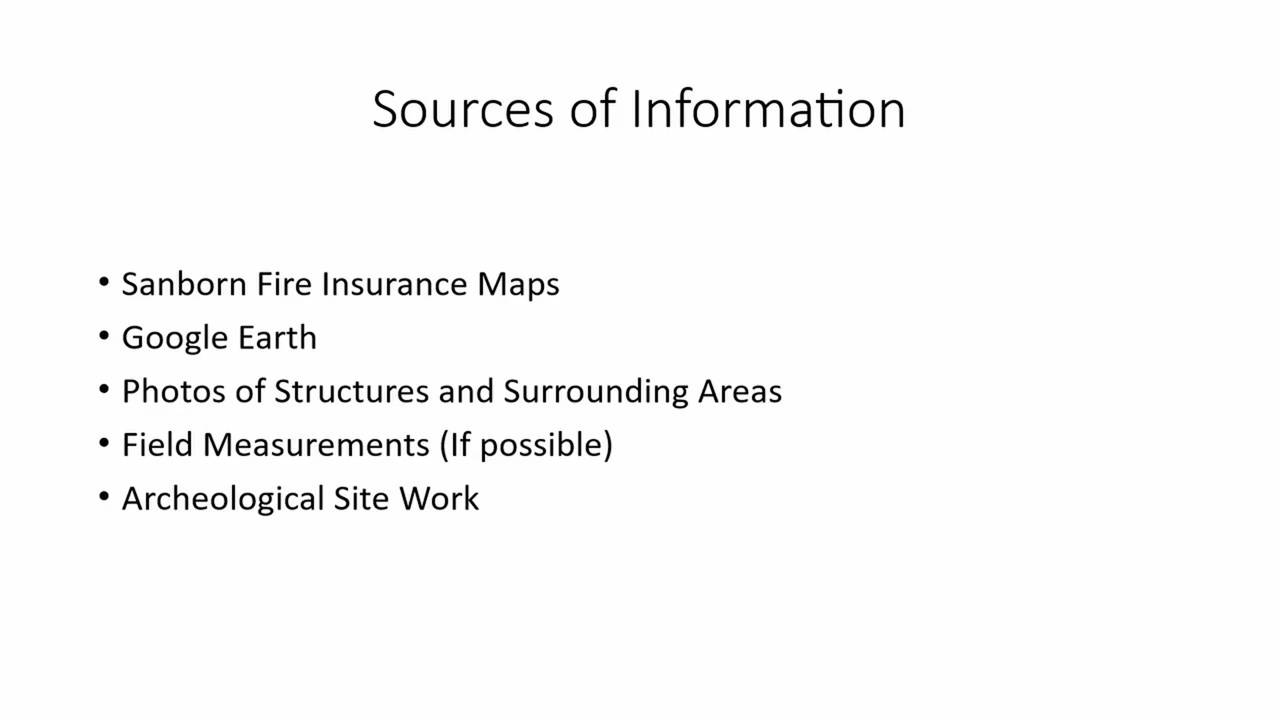 Sources of Information
• Sanborn Fire Insurance Maps
• Google Earth
• Photos of Structures and Surrounding Areas
• Field Measurements (If possible)
• Archeological Site Work